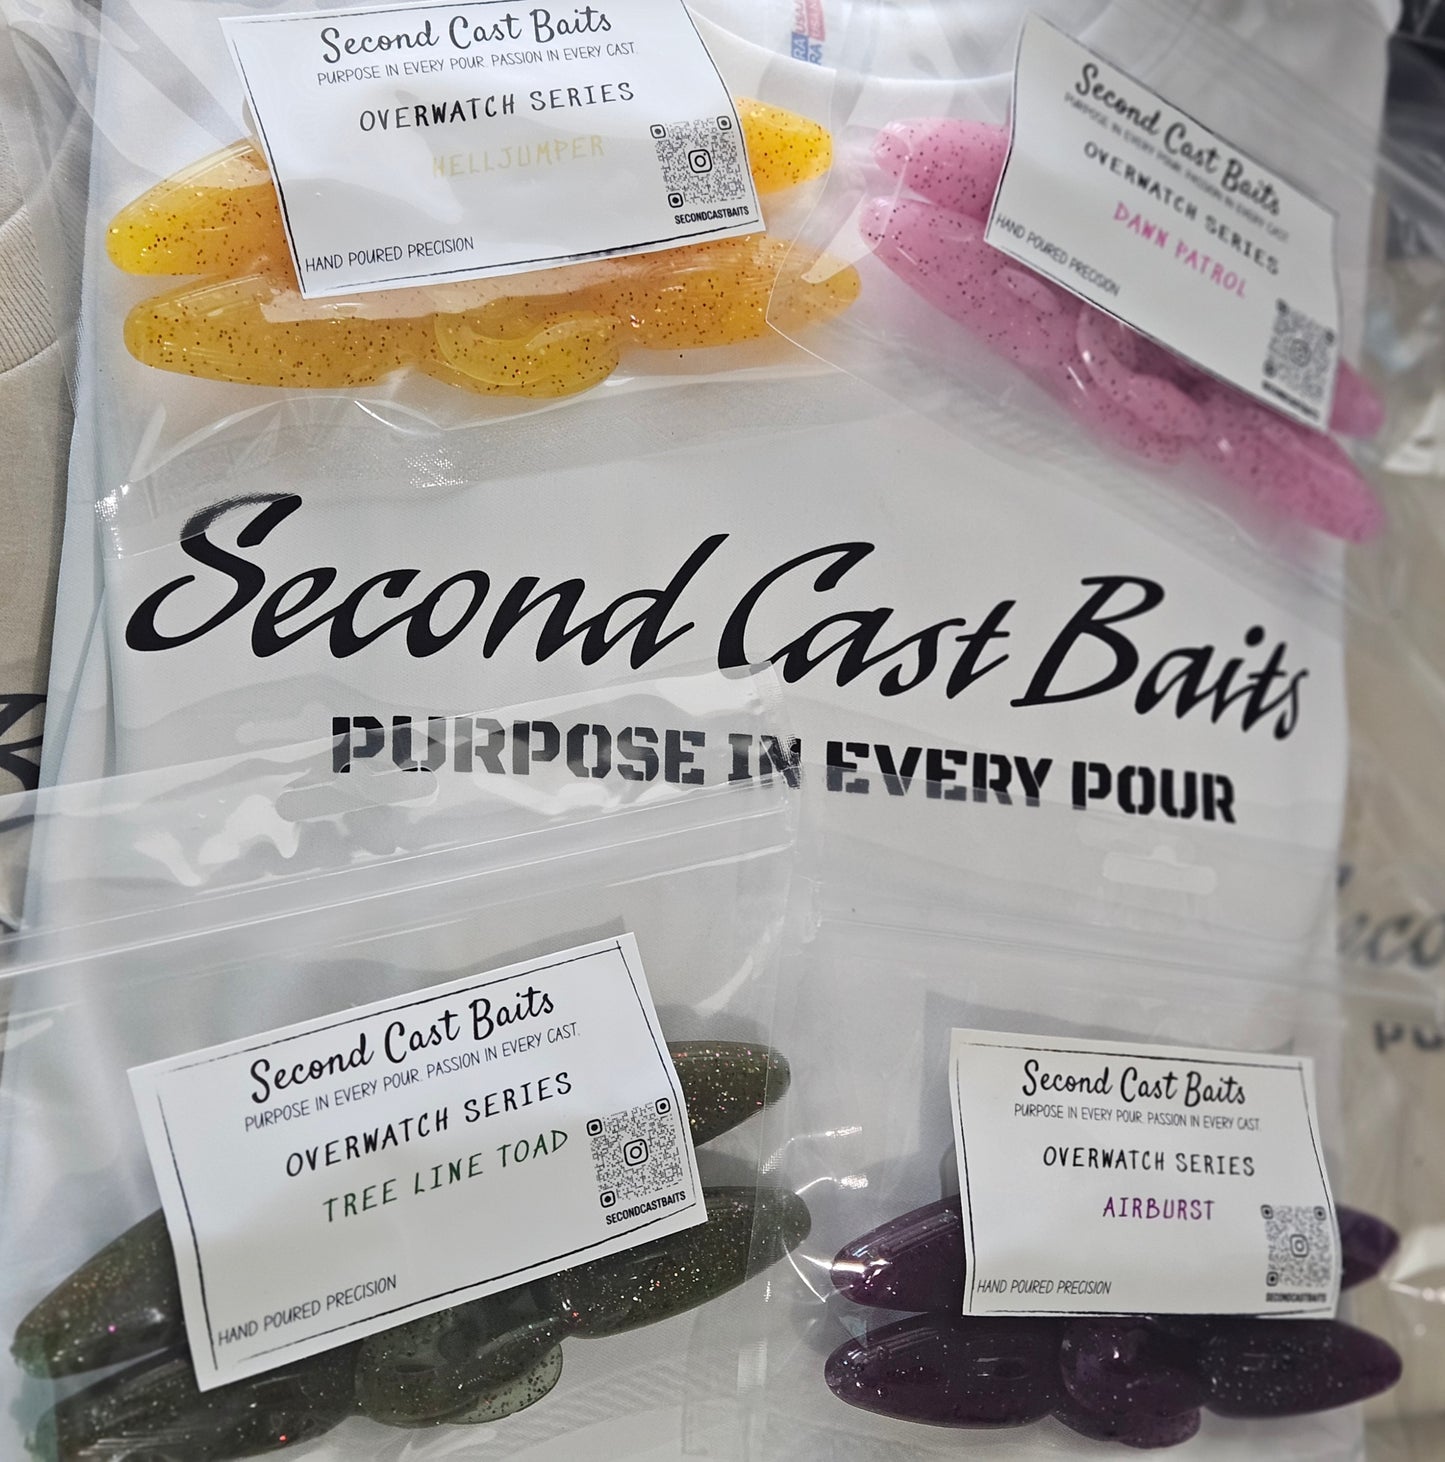 Second Cast Baits
PURPOSE IN EVERY POUR. PASSION IN EVERY CAST.
OVERWATCH SERIES
HELLJUMPER
SECONDCASTBAITS
HAND POURED PRECISION
Second Cast Baits
PURPOSE IN EVERY POUR. PASSION IN EVERY CAST.
OVERWATCH SERIES
DAWN PATROL
HAND POURED PRECISION
Second Cast Baits
PURPOSE IN EVERY POUR
Second Cast Baits
PURPOSE IN EVERY POUR. PASSION IN EVERY CAST.
OVERWATCH SERIES
TREE LINE TOAD
SECONDCASTBAITS
HAND POURED PRECISION
Second Cast Baits
PURPOSE IN EVERY POUR. PASSION IN EVERY CAST.
OVERWATCH SERIES
AIRBURST
HAND POURED PRECISION
SECONDCASTBAITS